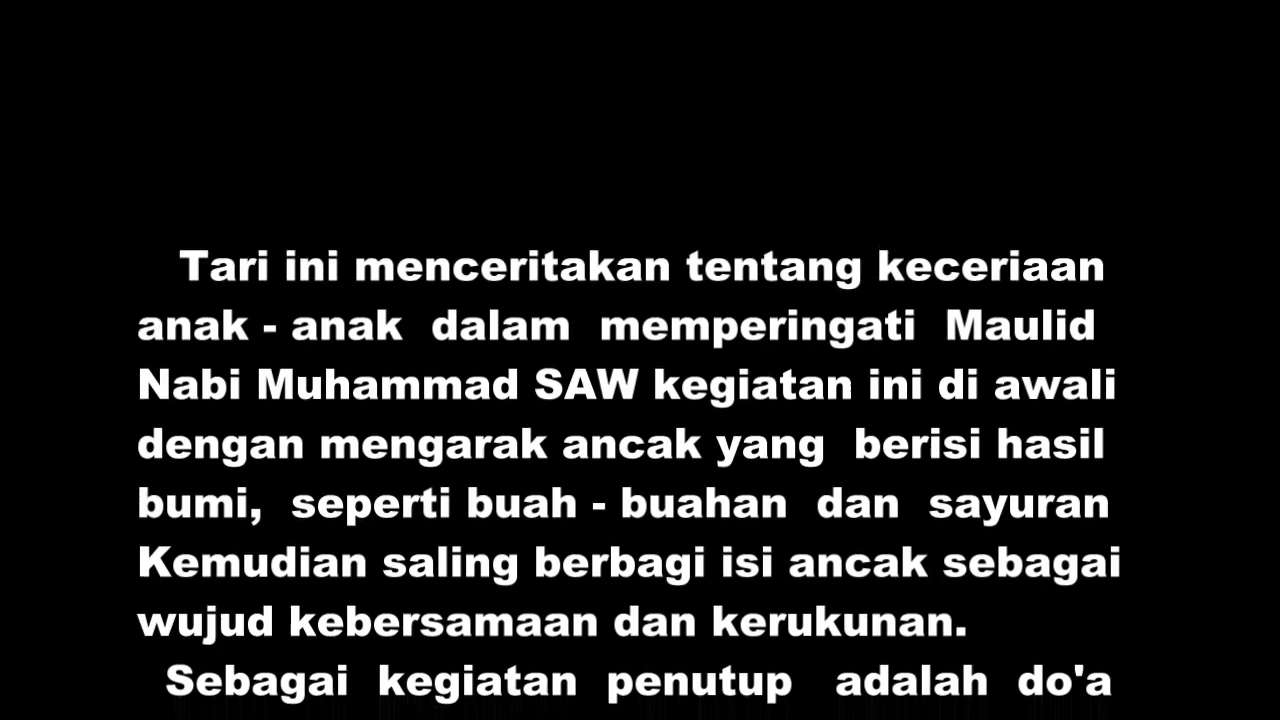 Tari ini menceritakan tentang keceriaan
anak - anak dalam memperingati Maulid
Nabi Muhammad SAW kegiatan ini di awali
dengan mengarak ancak yang berisi hasil
bumi, seperti buah - buahan dan sayuran
Kemudian saling berbagi isi ancak sebagai
wujud kebersamaan dan kerukunan.
Sebagai kegiatan penutup adalah do'a